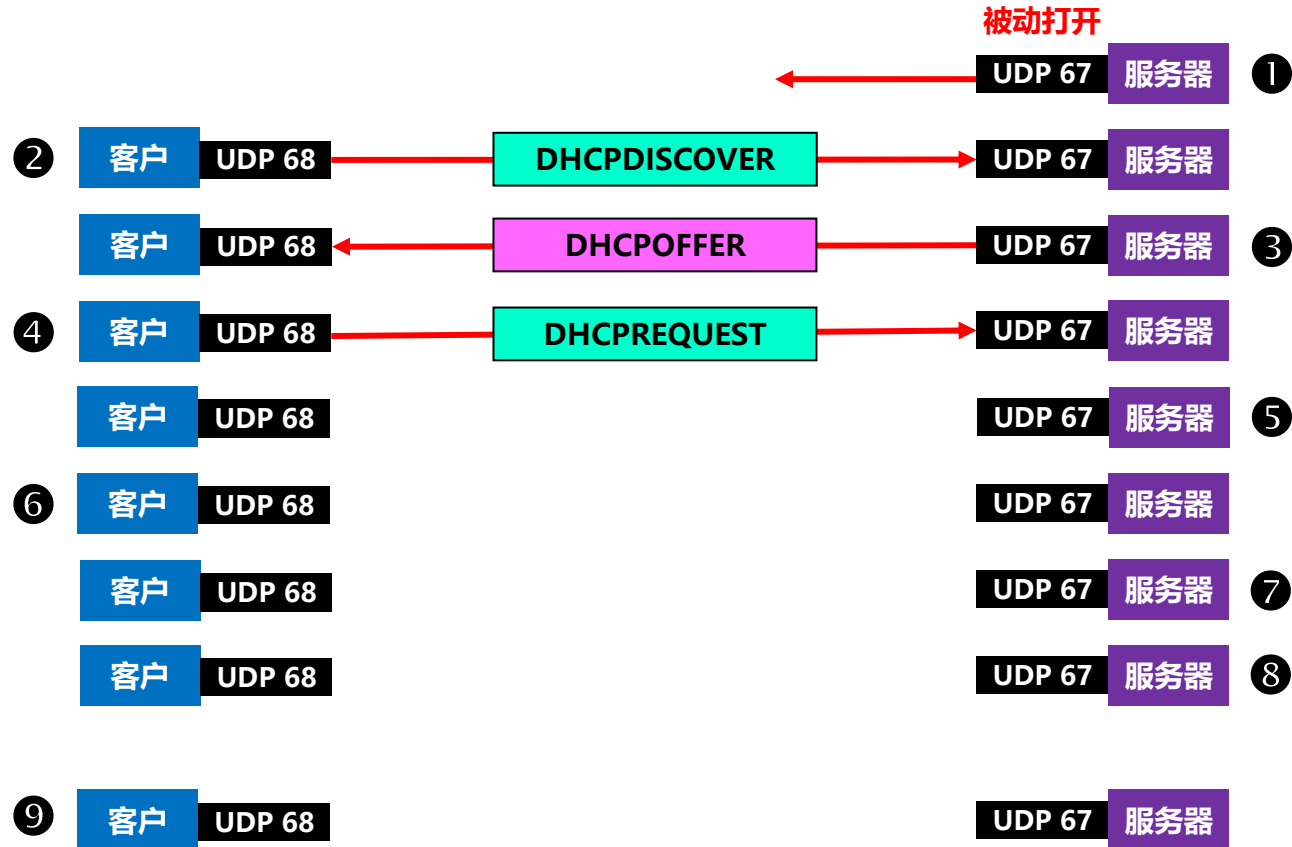 被动打开
UDP 67 服务器 ❶
❷ 客户 UDP 68 DHCPDISCOVER UDP 67 服务器
客户 UDP 68 DHCPOFFER UDP 67 服务器 ❸
❹ 客户 UDP 68 DHCPREQUEST UDP 67 服务器
客户 UDP 68 UDP 67 服务器 ❺
❻ 客户 UDP 68 UDP 67 服务器
客户 UDP 68 UDP 67 服务器 ❼
客户 UDP 68 UDP 67 服务器 ❽
❾ 客户 UDP 68 UDP 67 服务器